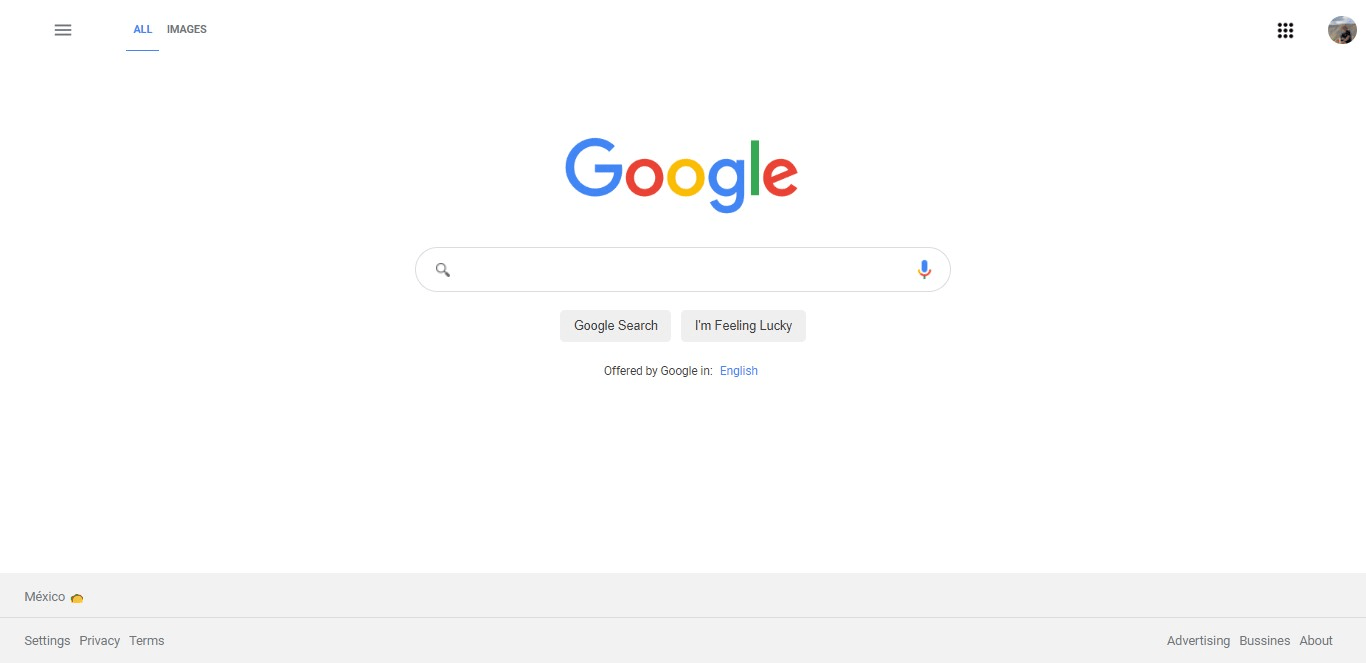 ALL IMAGES
Google
Google Search I'm Feeling Lucky
Offered by Google in: English
México 🌮
Settings Privacy Terms Advertising Bussines About